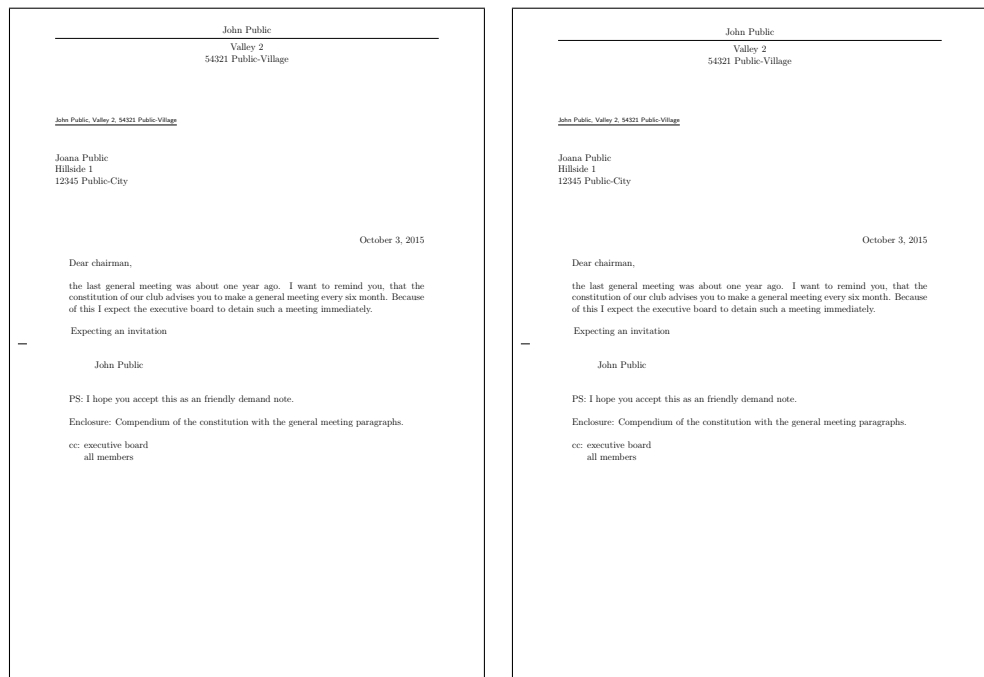 John Public
Valley 2
54321 Public-Village
John Public, Valley 2, 54321 Public-Village
Joana Public
Hillside 1
12345 Public-City
October 3, 2015
Dear chairman,
the last general meeting was about one year ago. I want to remind you, that the
constitution of our club advises you to make a general meeting every six month. Because
of this I expect the executive board to detain such a meeting immediately.
Expecting an invitation
John Public
PS: I hope you accept this as an friendly demand note.
Enclosure: Compendium of the constitution with the general meeting paragraphs.
cc: executive board
all members
John Public
Valley 2
54321 Public-Village
John Public, Valley 2, 54321 Public-Village
Joana Public
Hillside 1
12345 Public-City
October 3, 2015
Dear chairman,
the last general meeting was about one year ago. I want to remind you, that the
constitution of our club advises you to make a general meeting every six month. Because
of this I expect the executive board to detain such a meeting immediately.
Expecting an invitation
John Public
PS: I hope you accept this as an friendly demand note.
Enclosure: Compendium of the constitution with the general meeting paragraphs.
cc: executive board
all members